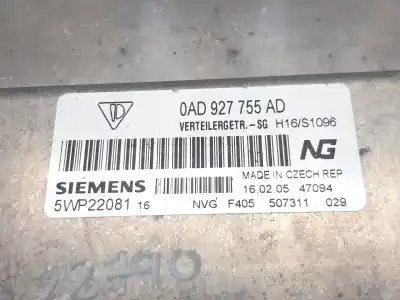 0AD 927 755 AD
VERTEILERGETR.-SG H16/S1096
NG
SIEMENS
MADE IN CZECH REP
16.02.05 47094
5WP22081 16
NVG F405 507311 029